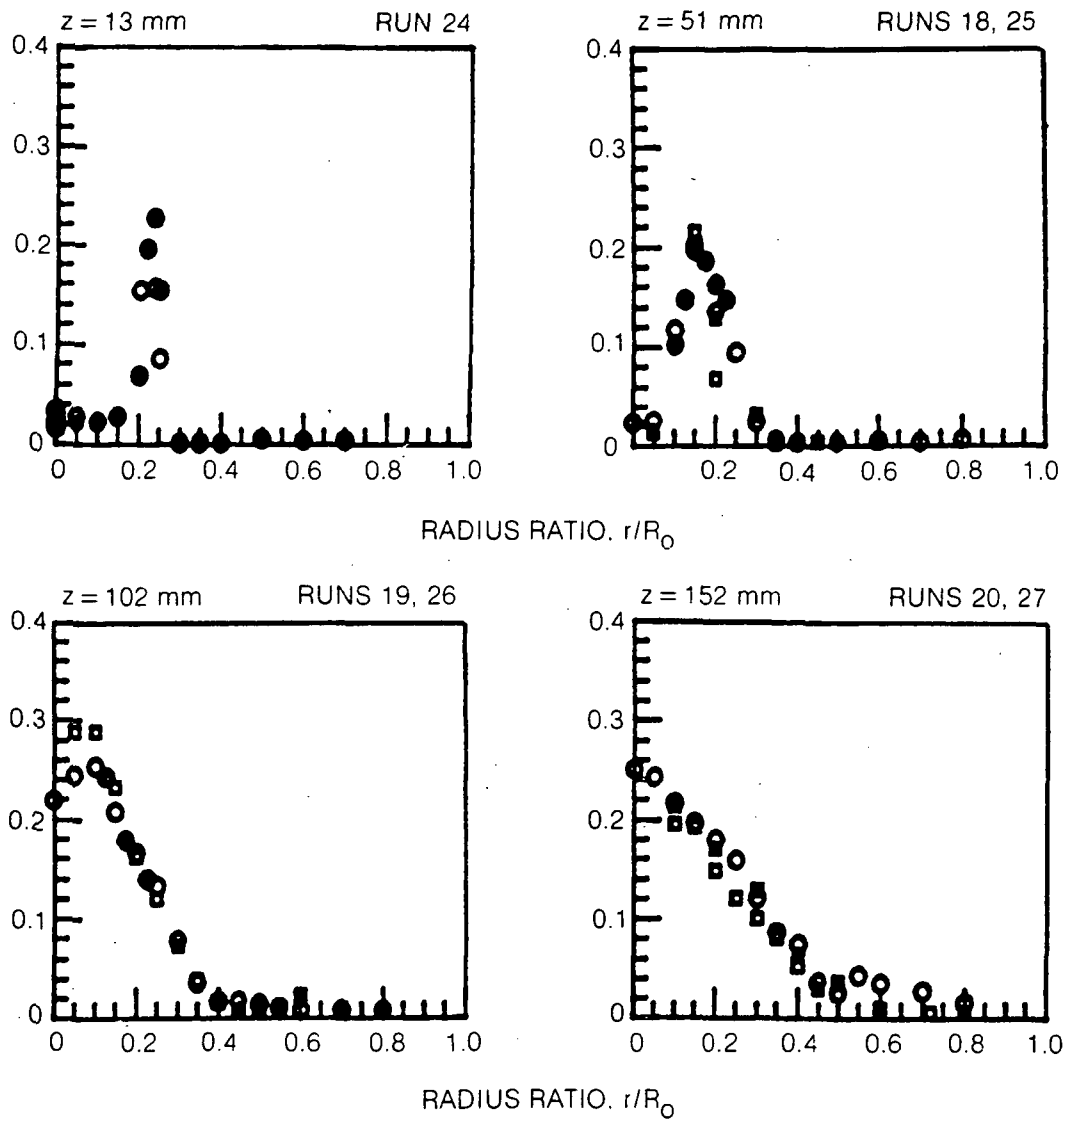 z = 13 mm RUN 24
0.4
0.3
0.2
0.1
0
0 0.2 0.4 0.6 0.8 1.0
z = 51 mm RUNS 18, 25
0.4
0.3
0.2
0.1
0
0 0.2 0.4 0.6 0.8 1.0
RADIUS RATIO, r/R₀
z = 102 mm RUNS 19, 26
0.4
0.3
0.2
0.1
0
0 0.2 0.4 0.6 0.8 1.0
z = 152 mm RUNS 20, 27
0.4
0.3
0.2
0.1
0
0 0.2 0.4 0.6 0.8 1.0
RADIUS RATIO, r/R₀